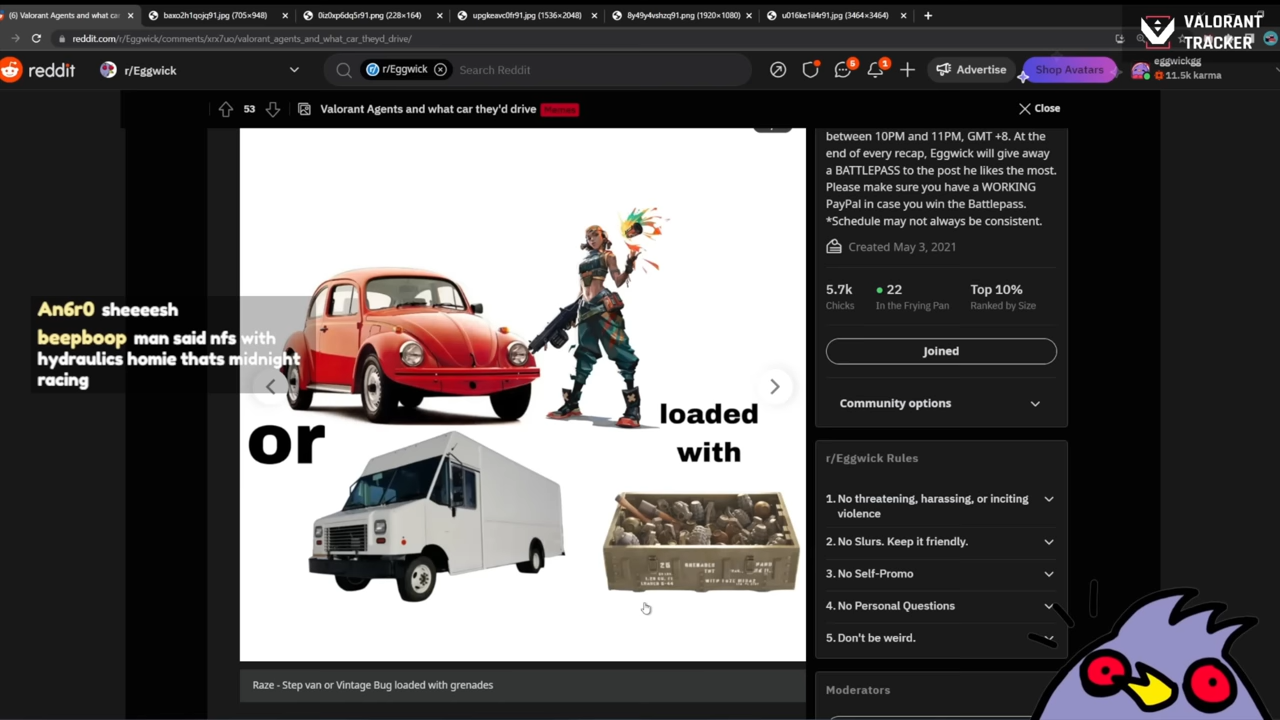 (6) Valorant Agents and what ca
baxo2h1qojq91.jpg (705×948)
0iz0xp6dq5r91.png (228×164)
upgkeavc0fr91.jpg (1536×2048)
8y49y4vshzq91.png (1920×1080)
u016ke1il4r91.jpg (3464×3464)
reddit.com/r/Eggwick/comments/xrx7uo/valorant_agents_and_what_car_theyd_drive/
VALORANT
TRACKER
reddit
r/Eggwick
r/Eggwick
Search Reddit
6
1
Advertise
Shop Avatars
eggwickgg
11.5k karma
53
Valorant Agents and what car they'd drive
Memes
Close
between 10PM and 11PM, GMT +8. At the
end of every recap, Eggwick will give away
a BATTLEPASS to the post he likes the most.
Please make sure you have a WORKING
PayPal in case you win the Battlepass.
*Schedule may not always be consistent.
Created May 3, 2021
5.7k
22
Top 10%
Chicks
In the Frying Pan
Ranked by Size
Joined
Community options
r/Eggwick Rules
1. No threatening, harassing, or inciting
violence
2. No Slurs. Keep it friendly.
3. No Self-Promo
4. No Personal Questions
5. Don't be weird.
Moderators
An6r0 sheeeesh
beepboop man said nfs with
hydraulics homie thats midnight
racing
or
loaded
with
Raze - Step van or Vintage Bug loaded with grenades